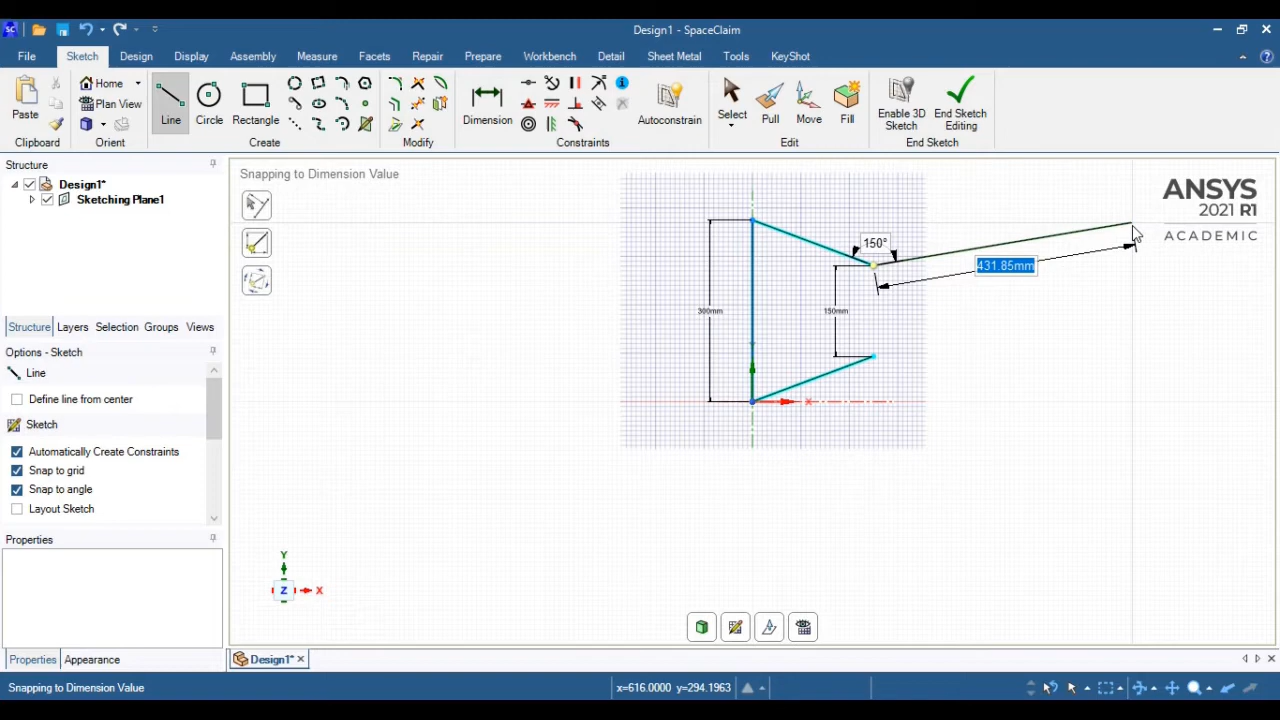 SC
Design1 - SpaceClaim
File Sketch Design Display Assembly Measure Facets Repair Prepare Workbench Detail Sheet Metal Tools KeyShot
Paste
Clipboard
Home
Plan View
Orient
Line Circle Rectangle
Create
Modify
Dimension
Autoconstrain
Constraints
Select Pull Move Fill
Edit
Enable 3D
Sketch
End Sketch
Editing
End Sketch
Structure
Design1*
Sketching Plane1
Structure Layers Selection Groups Views
Options - Sketch
Line
Define line from center
Sketch
Automatically Create Constraints
Snap to grid
Snap to angle
Layout Sketch
Properties
Properties Appearance
Snapping to Dimension Value
ANSYS
2021 R1
ACADEMIC
150°
431.85mm
300mm
150mm
X
Y
Z X
Design1*
Snapping to Dimension Value
x=616.0000 y=294.1963